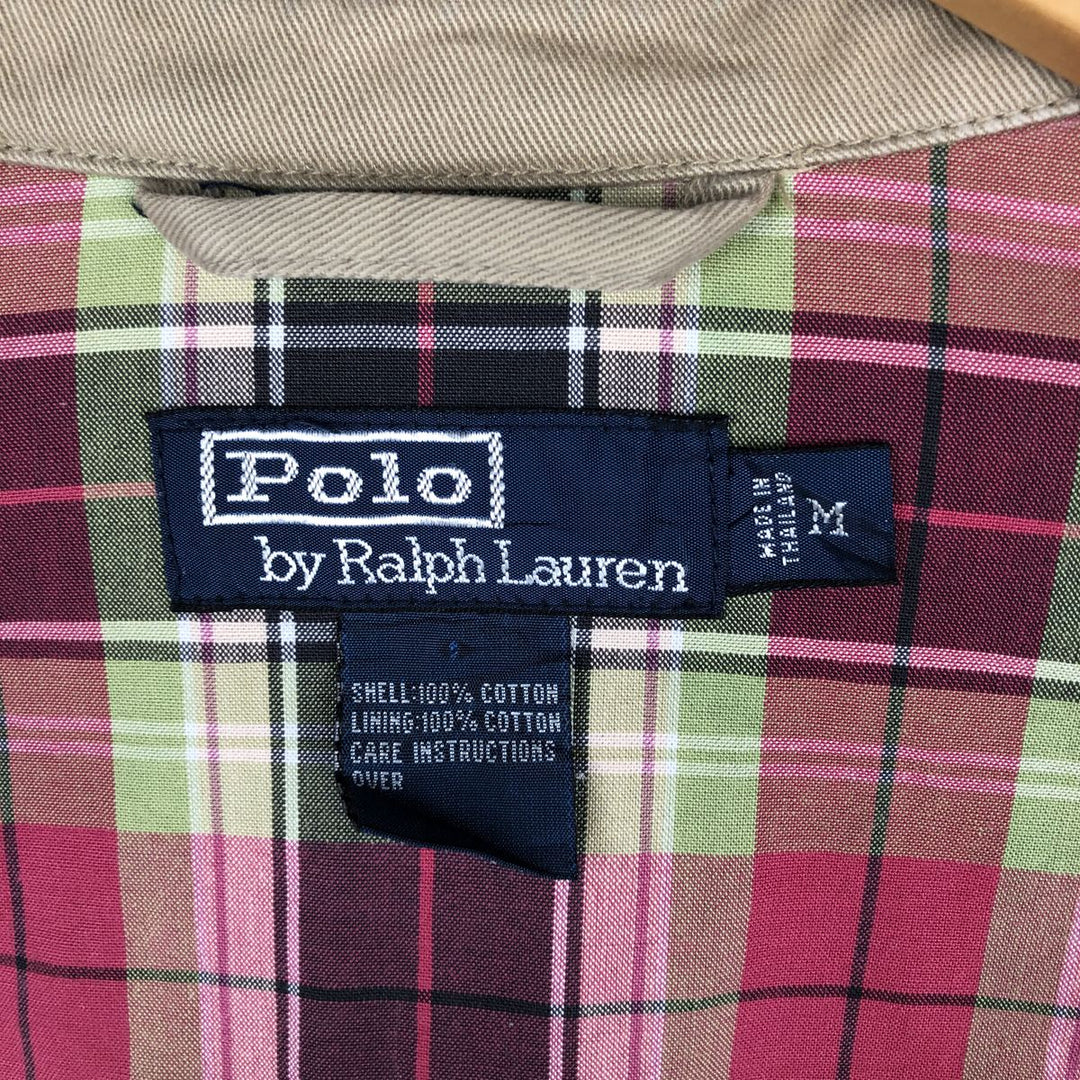 Polo
by Ralph Lauren
MADE IN
THAILAND
M
SHELL:100% COTTON
LINING:100% COTTON
CARE INSTRUCTIONS
OVER